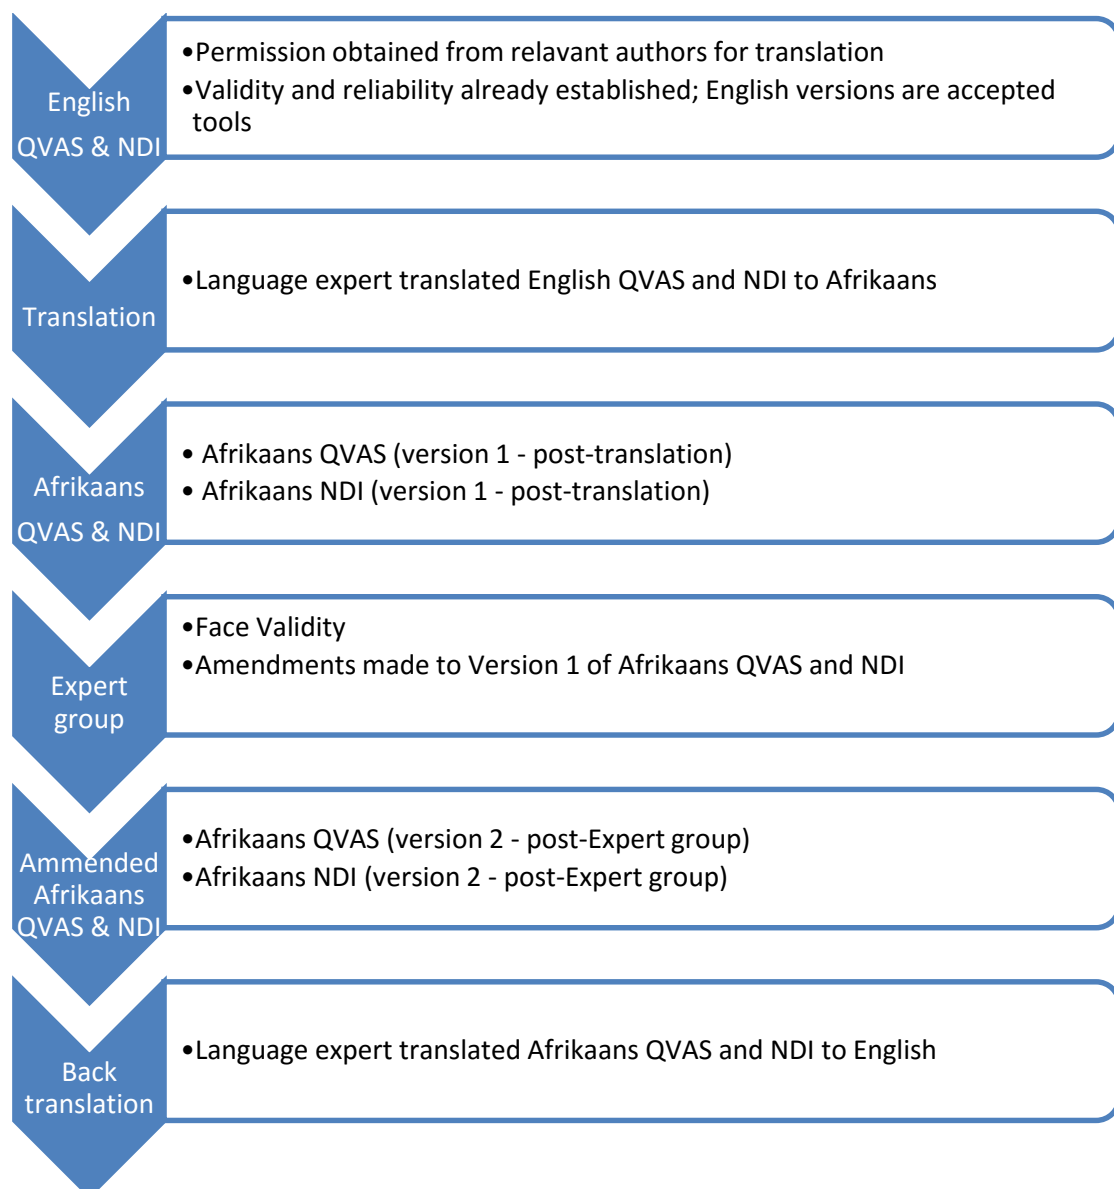 English
QVAS & NDI
•Permission obtained from relavant authors for translation
•Validity and reliability already established; English versions are accepted
tools
Translation
•Language expert translated English QVAS and NDI to Afrikaans
Afrikaans
QVAS & NDI
• Afrikaans QVAS (version 1 - post-translation)
• Afrikaans NDI (version 1 - post-translation)
Expert
group
•Face Validity
•Amendments made to Version 1 of Afrikaans QVAS and NDI
Ammended
Afrikaans
QVAS & NDI
•Afrikaans QVAS (version 2 - post-Expert group)
•Afrikaans NDI (version 2 - post-Expert group)
Back
translation
•Language expert translated Afrikaans QVAS and NDI to English